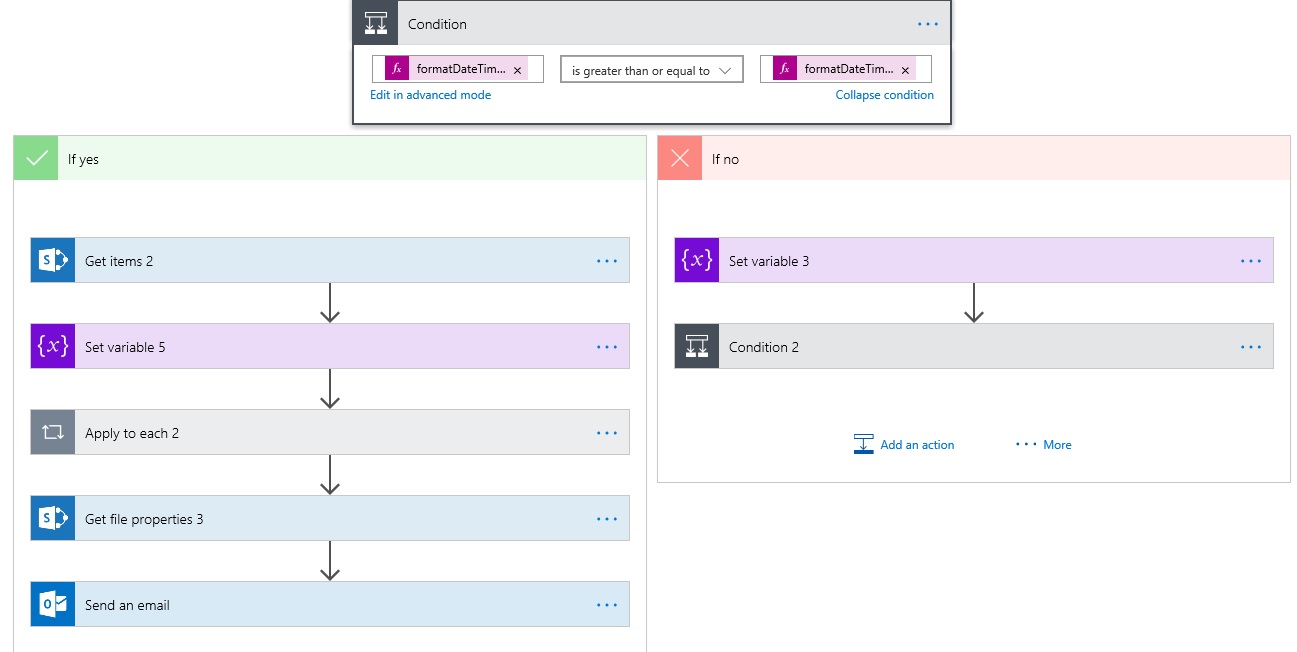 Condition
fx formatDateTim... × is greater than or equal to fx formatDateTim... ×
Edit in advanced mode Collapse condition
If yes
S Get items 2
{x} Set variable 5
Apply to each 2
S Get file properties 3
O Send an email
If no
{x} Set variable 3
Condition 2
Add an action ... More